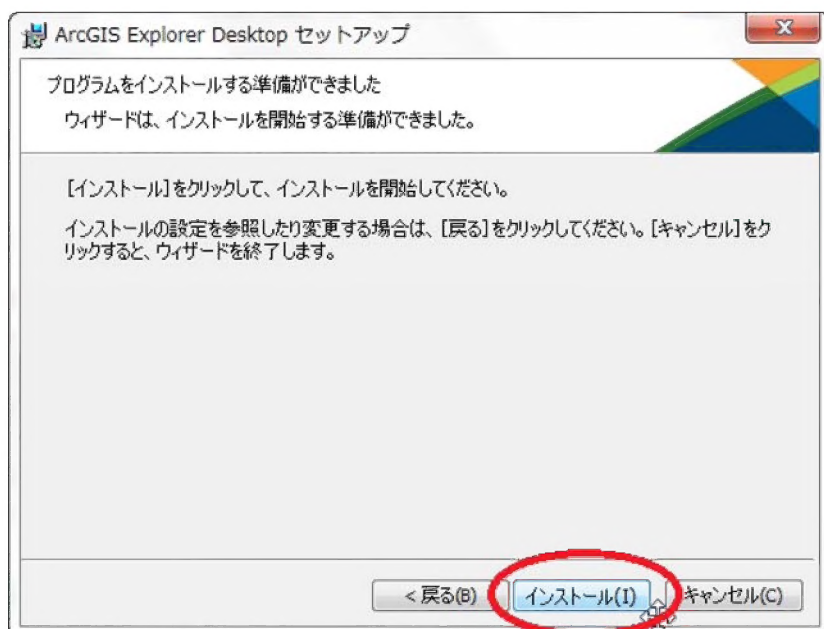 ArcGIS Explorer Desktop セットアップ
プログラムをインストールする準備ができました
ウィザードは、インストールを開始する準備ができました。
[インストール]をクリックして、インストールを開始してください。
インストールの設定を参照したり変更する場合は、[戻る]をクリックしてください。[キャンセル]をク
リックすると、ウィザードを終了します。
< 戻る(B) インストール(I) キャンセル(C)